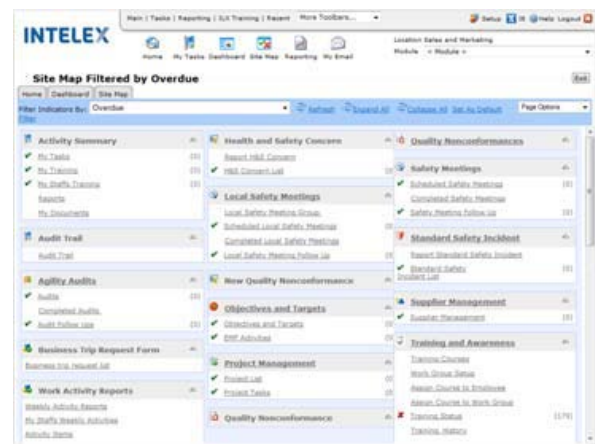 Main | Tasks | Reporting | ILX Training | Recent More Toolbars...
Setup Help Logout
INTELEX
Home My Tasks Dashboard Site Map Reporting My Email
Location Sales and Marketing
Module < Module >
Site Map Filtered by Overdue
Exit
Home Dashboard Site Map
Filter Indicators By: Overdue Refresh Expand All Collapse All Set As Default Page Options
Filter
Activity Summary
My Tasks
My Training
My Staffs Training
Reports
My Documents
Audit Trail
Audit Trail
Agility Audits
Audits
Completed Audits
Audit Follow Ups
Business Trip Request Form
Business trip request list
Work Activity Reports
Weekly Activity Reports
My Staffs Weekly Activities
Activity Items
Health and Safety Concern
Report H&S Concern
H&S Concern List
Local Safety Meetings
Local Safety Meeting Group
Scheduled Local Safety Meetings
Completed Local Safety Meetings
Local Safety Meeting Follow Up
New Quality Nonconformance
Objectives and Targets
Objectives and Targets
EMP Activities
Project Management
Project List
Project Tasks
Quality Nonconformance
Quality Nonconformances
Safety Meetings
Scheduled Safety Meetings
Completed Safety Meetings
Safety Meeting Follow Up
Standard Safety Incident
Report Standard Safety Incident
Standard Safety
Incident List
Supplier Management
Supplier Management
Training and Awareness
Training Courses
Work Group Setup
Assign Course to Employee
Assign Course to Work Group
Training Status
Training History